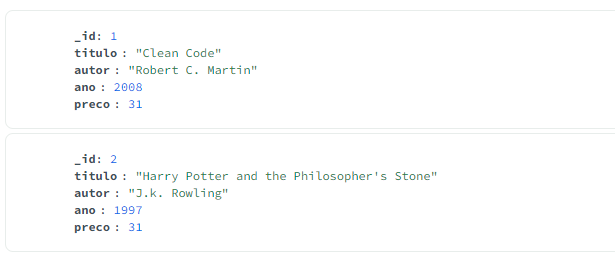 _id: 1
titulo : "Clean Code"
autor : "Robert C. Martin"
ano : 2008
preco : 31
_id: 2
titulo : "Harry Potter and the Philosopher's Stone"
autor : "J.k. Rowling"
ano : 1997
preco : 31